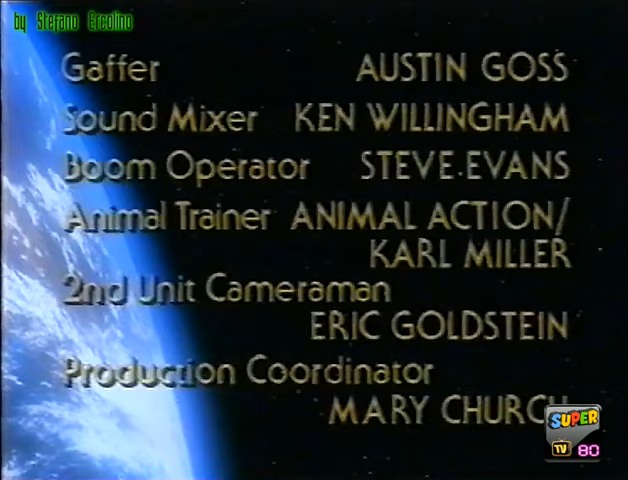 by Stefano Ercolino
Gaffer AUSTIN GOSS
Sound Mixer KEN WILLINGHAM
Boom Operator STEVE EVANS
Animal Trainer ANIMAL ACTION/
KARL MILLER
2nd Unit Cameraman
ERIC GOLDSTEIN
Production Coordinator
MARY CHURCH
SUPER
TV 80